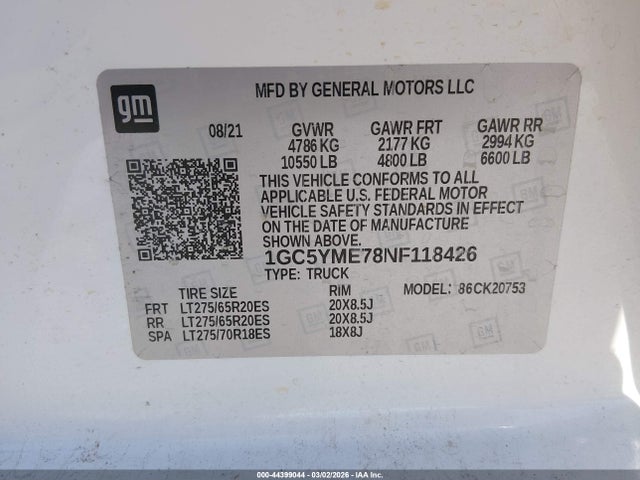 gm
MFD BY GENERAL MOTORS LLC
08/21 GVWR GAWR FRT GAWR RR
4786 KG 2177 KG 2994 KG
10550 LB 4800 LB 6600 LB
THIS VEHICLE CONFORMS TO ALL
APPLICABLE U.S. FEDERAL MOTOR
VEHICLE SAFETY STANDARDS IN EFFECT
ON THE DATE OF MANUFACTURE
SHOWN ABOVE.
1GC5YME78NF118426
TYPE: TRUCK
TIRE SIZE RIM MODEL: 86CK20753
FRT LT275/65R20ES 20X8.5J
RR LT275/65R20ES 20X8.5J
SPA LT275/70R18ES 18X8J
000-44399044 | 03/02/2026 - IAA Inc.